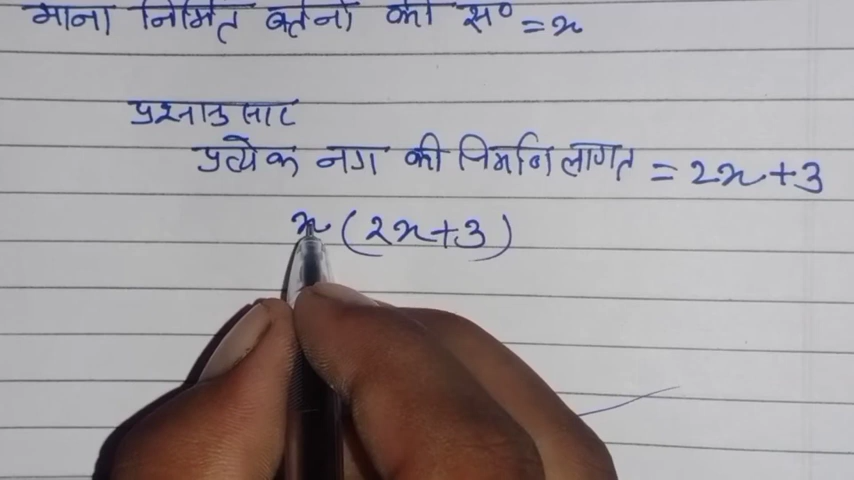 माना निर्मित बर्तनों की सं० = x
प्रश्नानुसार
प्रत्येक नग की निर्माण लागत = 2x+3
x (2x+3)